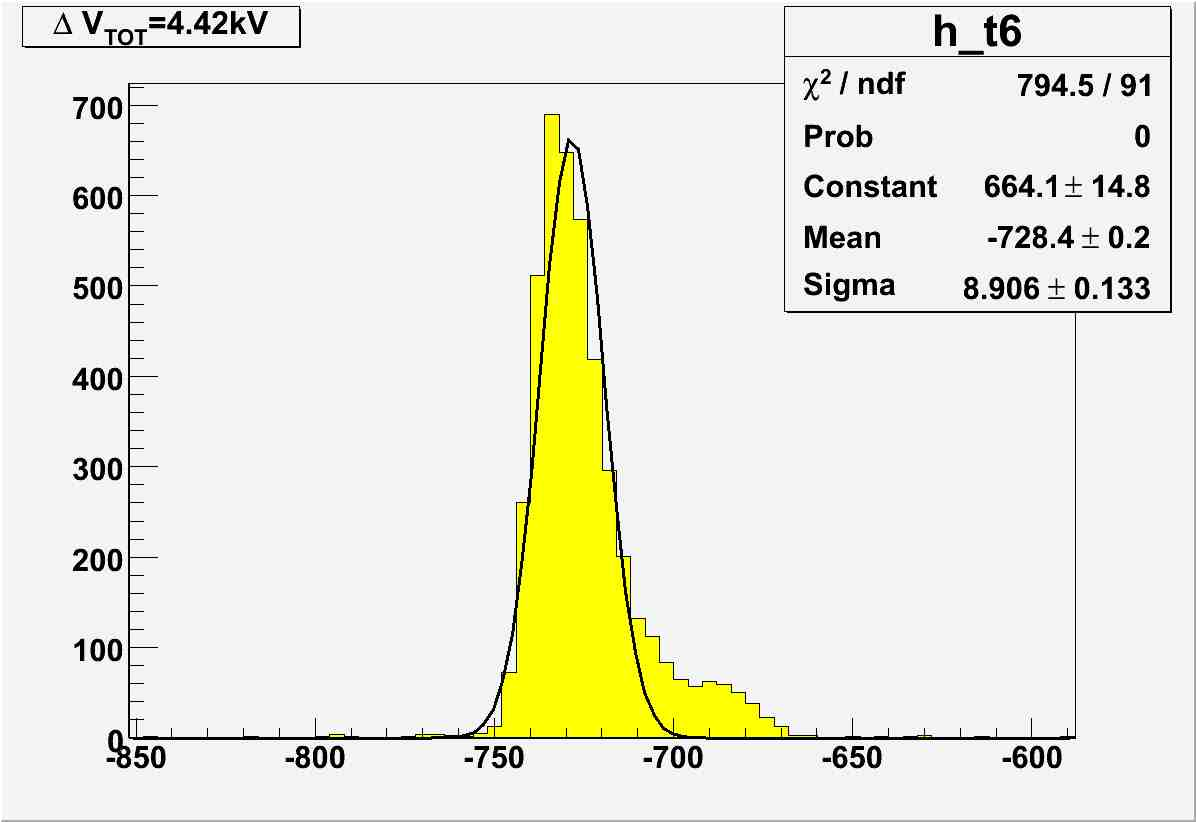 Δ V_TOT=4.42kV
h_t6
χ² / ndf 794.5 / 91
Prob 0
Constant 664.1 ± 14.8
Mean -728.4 ± 0.2
Sigma 8.906 ± 0.133
700
600
500
400
300
200
100
0
-850 -800 -750 -700 -650 -600